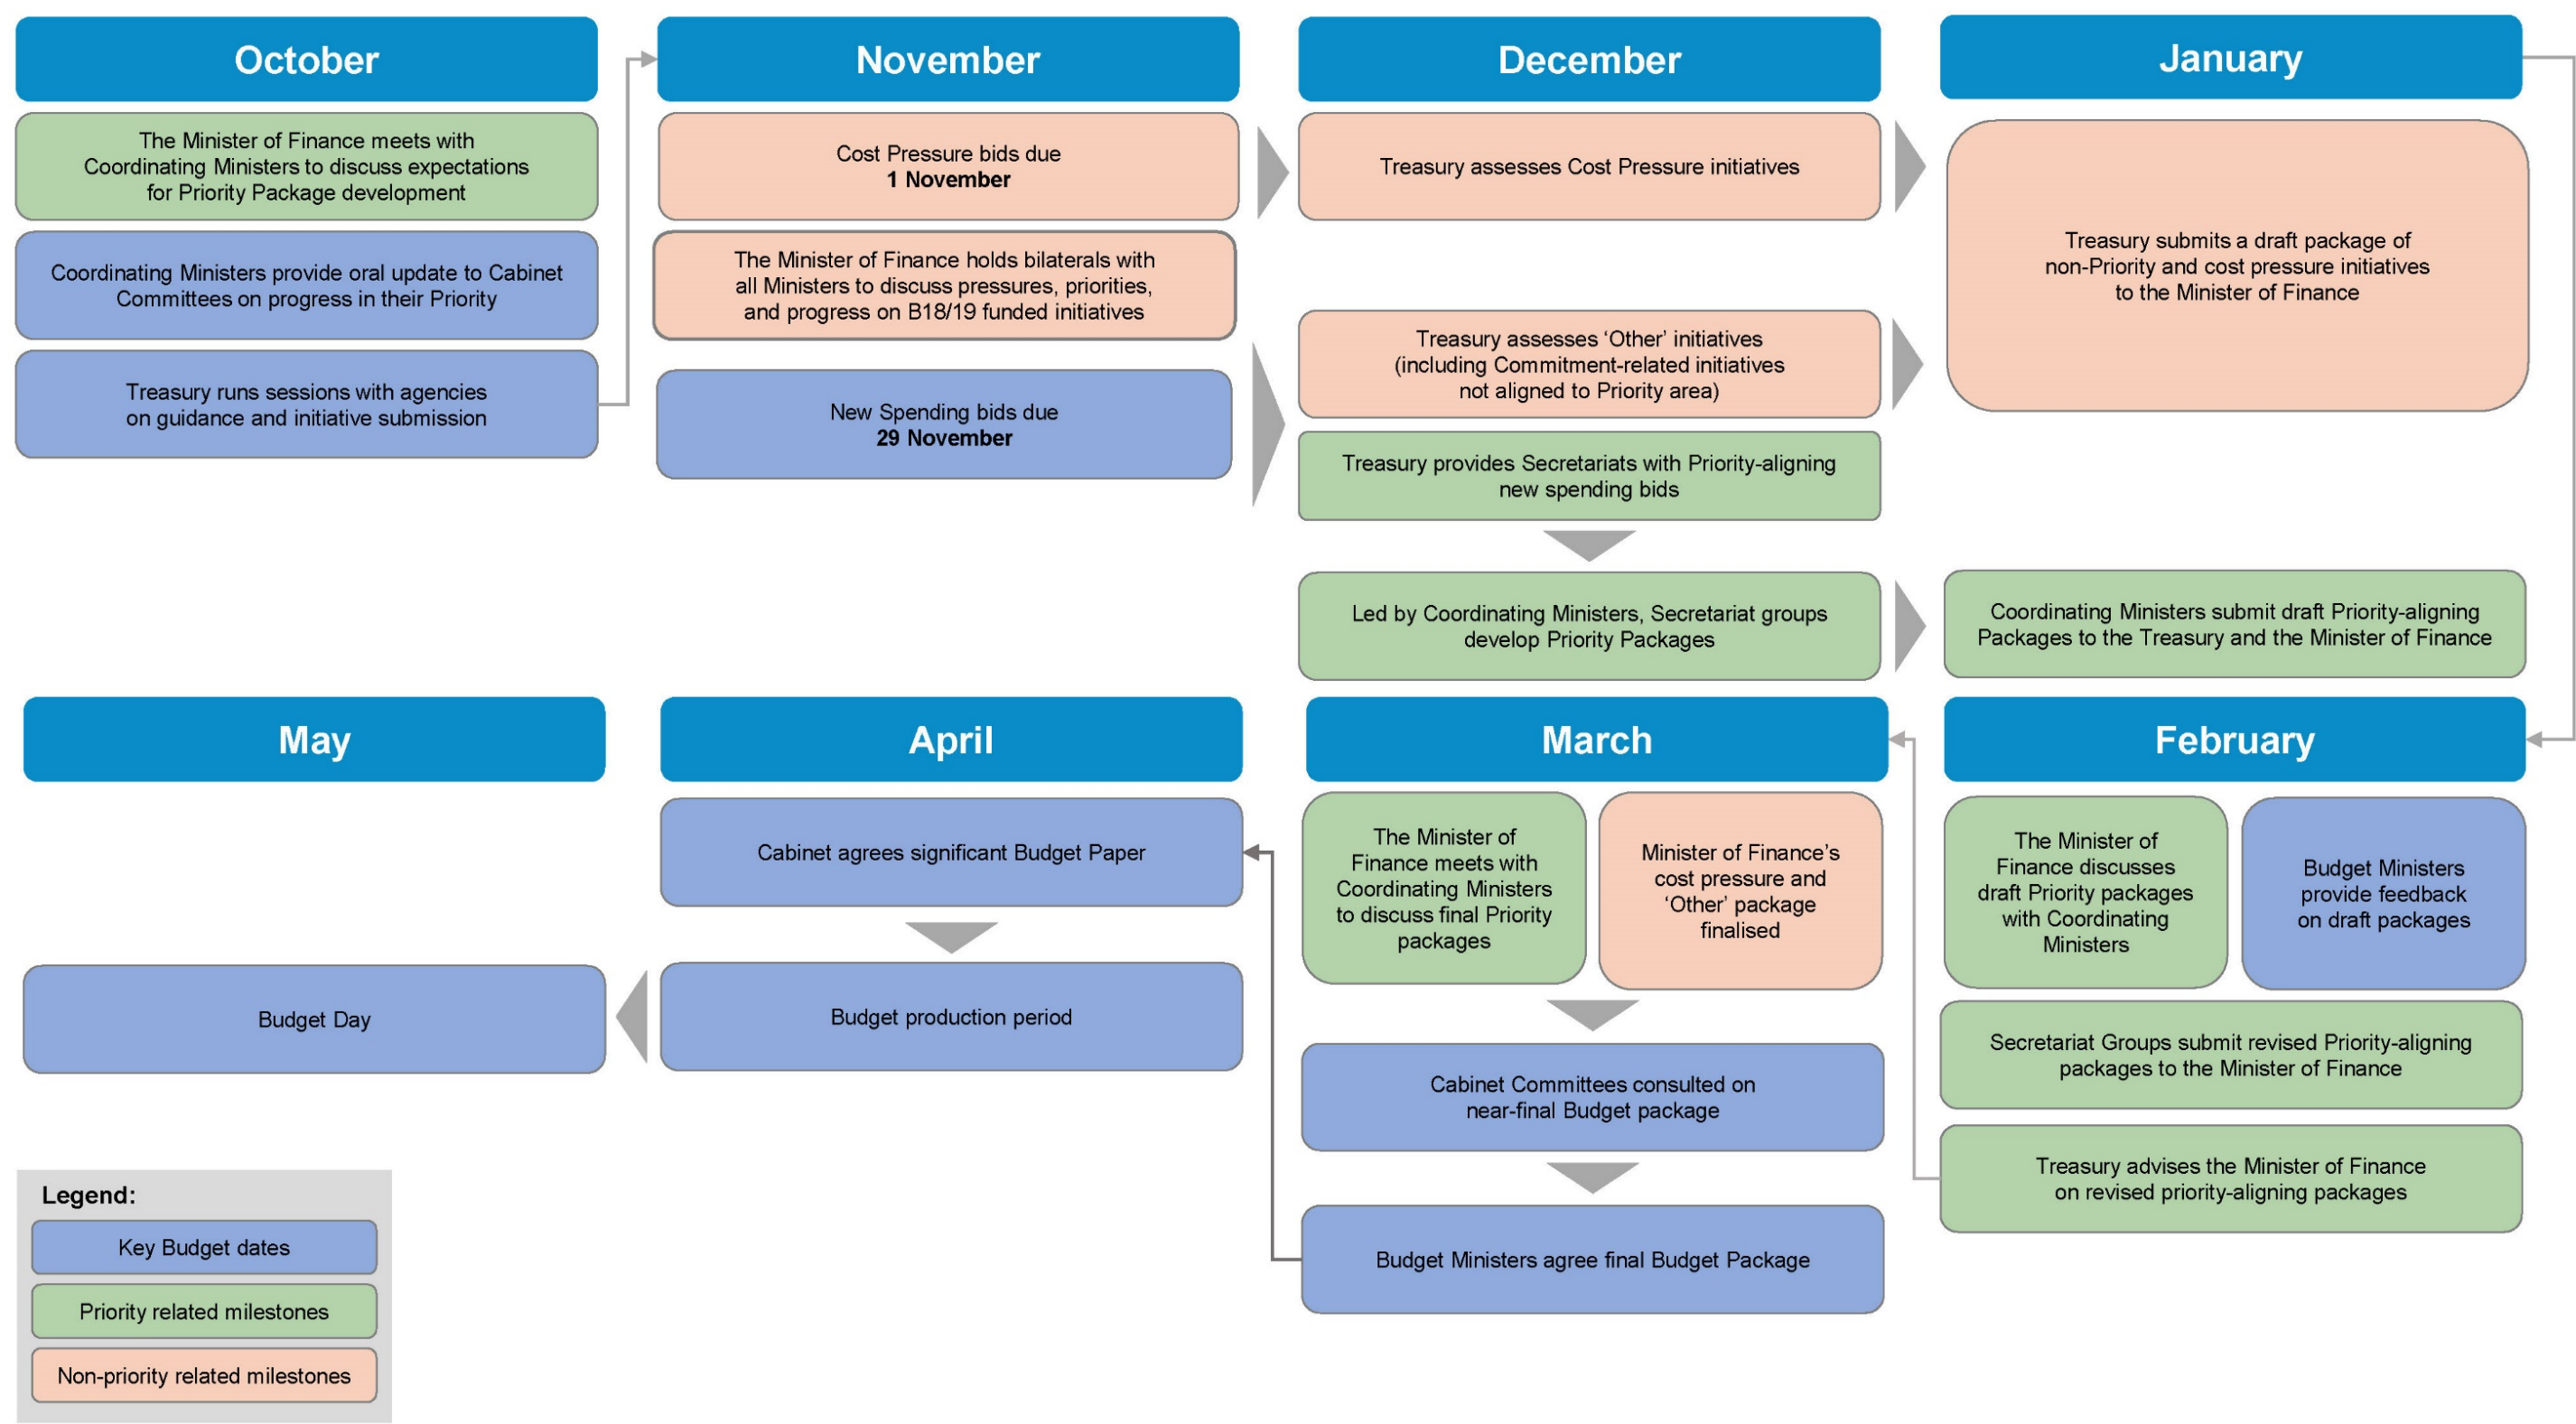 October
The Minister of Finance meets with
Coordinating Ministers to discuss expectations
for Priority Package development
Coordinating Ministers provide oral update to Cabinet
Committees on progress in their Priority
Treasury runs sessions with agencies
on guidance and initiative submission
November
Cost Pressure bids due
1 November
The Minister of Finance holds bilaterals with
all Ministers to discuss pressures, priorities,
and progress on B18/19 funded initiatives
New Spending bids due
29 November
December
Treasury assesses Cost Pressure initiatives
Treasury assesses ‘Other’ initiatives
(including Commitment-related initiatives
not aligned to Priority area)
Treasury provides Secretariats with Priority-aligning
new spending bids
Led by Coordinating Ministers, Secretariat groups
develop Priority Packages
January
Treasury submits a draft package of
non-Priority and cost pressure initiatives
to the Minister of Finance
Coordinating Ministers submit draft Priority-aligning
Packages to the Treasury and the Minister of Finance
February
The Minister of
Finance discusses
draft Priority packages
with Coordinating
Ministers
Budget Ministers
provide feedback
on draft packages
Secretariat Groups submit revised Priority-aligning
packages to the Minister of Finance
Treasury advises the Minister of Finance
on revised priority-aligning packages
March
The Minister of
Finance meets with
Coordinating Ministers
to discuss final Priority
packages
Minister of Finance’s
cost pressure and
‘Other’ package
finalised
Cabinet Committees consulted on
near-final Budget package
Budget Ministers agree final Budget Package
April
Cabinet agrees significant Budget Paper
Budget production period
May
Budget Day
Legend:
Key Budget dates
Priority related milestones
Non-priority related milestones